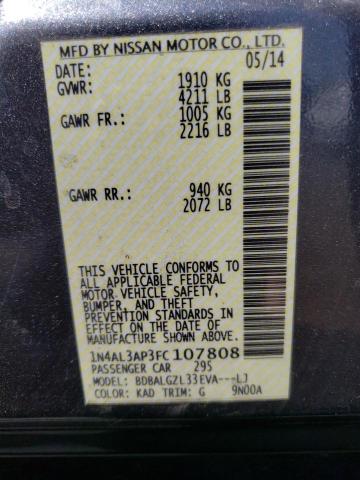 MFD BY NISSAN MOTOR CO., LTD.
DATE: 05/14
GVWR: 1910 KG
4211 LB
GAWR FR.: 1005 KG
2216 LB
GAWR RR.: 940 KG
2072 LB
THIS VEHICLE CONFORMS TO
ALL APPLICABLE FEDERAL
MOTOR VEHICLE SAFETY,
BUMPER, AND THEFT
PREVENTION STANDARDS IN
EFFECT ON THE DATE OF
MANUFACTURE SHOWN ABOVE.
1N4AL3AP3FC107808
PASSENGER CAR 295
MODEL: BDBALGZL33EVA---LJ
COLOR: KAD TRIM: G 9N00A